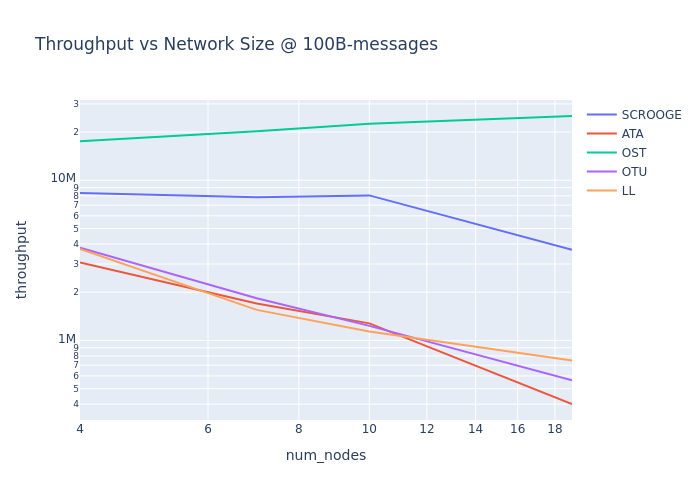 Throughput vs Network Size @ 100B-messages
throughput
3
2
10M
9
8
7
6
5
4
3
2
1M
9
8
7
6
5
4
4
6
8
10
12
14
16
18
num_nodes
SCROOGE
ATA
OST
OTU
LL